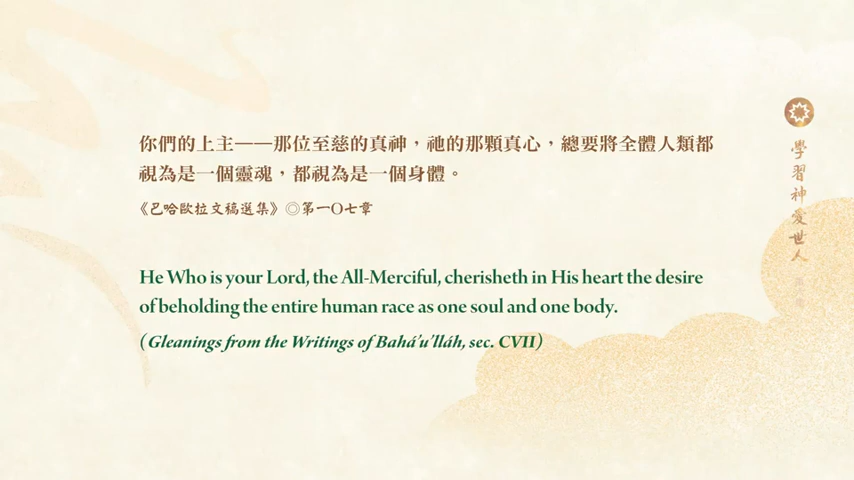 你們的上主——那位至慈的真神，祂的那顆真心，總要將全體人類都
視為是一個靈魂，都視為是一個身體。
《巴哈歐拉文稿選集》◎第一〇七章
He Who is your Lord, the All-Merciful, cherisheth in His heart the desire
of beholding the entire human race as one soul and one body.
(Gleanings from the Writings of Bahá’u’lláh, sec. CVII)
學習神愛世人